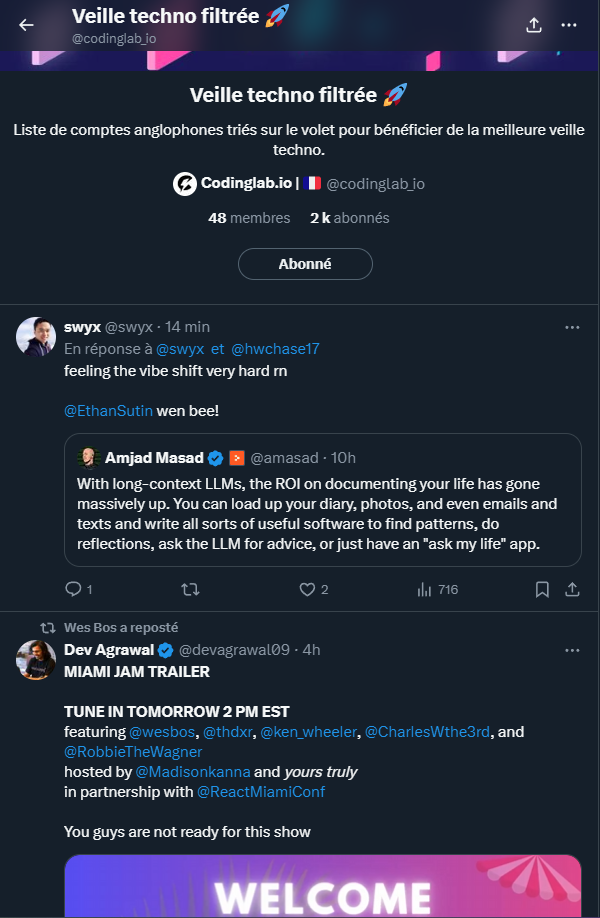 Veille techno filtrée 🚀
@codinglab_io
Veille techno filtrée 🚀
Liste de comptes anglophones triés sur le volet pour bénéficier de la meilleure veille
techno.
Codinglab.io | 🇫🇷 @codinglab_io
48 membres 2 k abonnés
Abonné
swyx @swyx · 14 min
En réponse à @swyx et @hwchase17
feeling the vibe shift very hard rn
@EthanSutin wen bee!
Amjad Masad @amasad · 10h
With long-context LLMs, the ROI on documenting your life has gone
massively up. You can load up your diary, photos, and even emails and
texts and write all sorts of useful software to find patterns, do
reflections, ask the LLM for advice, or just have an "ask my life" app.
1 2 716
Wes Bos a reposté
Dev Agrawal @devagrawal09 · 4h
MIAMI JAM TRAILER
TUNE IN TOMORROW 2 PM EST
featuring @wesbos, @thdxr, @ken_wheeler, @CharlesWthe3rd, and
@RobbieTheWagner
hosted by @Madisonkanna and yours truly
in partnership with @ReactMiamiConf
You guys are not ready for this show
WELCOME